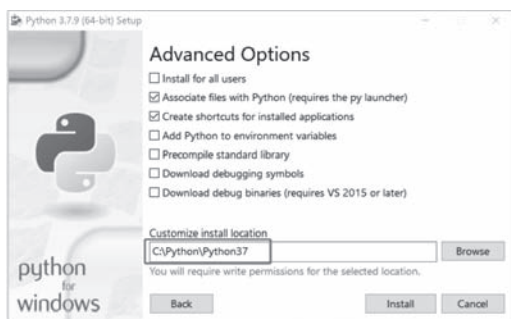 Python 3.7.9 (64-bit) Setup
Advanced Options
Install for all users
Associate files with Python (requires the py launcher)
Create shortcuts for installed applications
Add Python to environment variables
Precompile standard library
Download debugging symbols
Download debug binaries (requires VS 2015 or later)
Customize install location
C:\Python\Python37
Browse
You will require write permissions for the selected location.
python
for
windows
Back
Install
Cancel